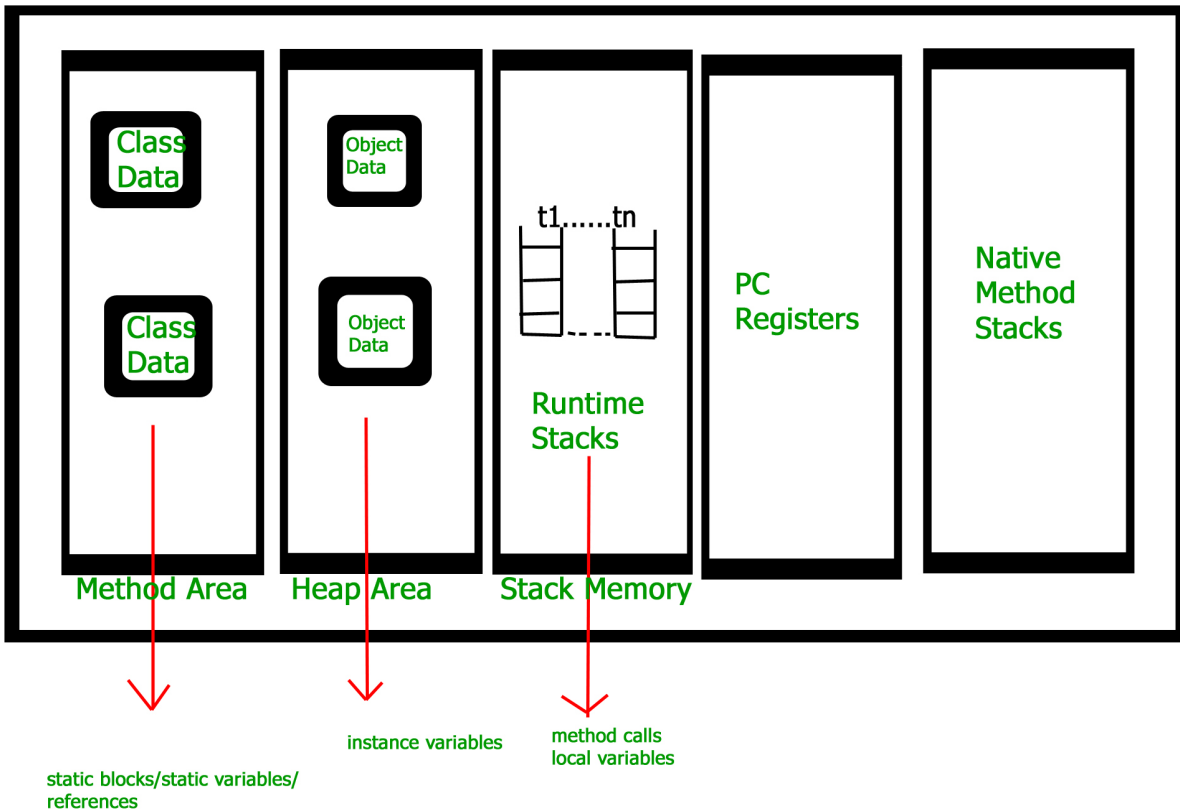 Class
Data
Class
Data
Object
Data
Object
Data
t1......tn
Runtime
Stacks
PC
Registers
Native
Method
Stacks
Method Area
Heap Area
Stack Memory
static blocks/static variables/
references
instance variables
method calls
local variables